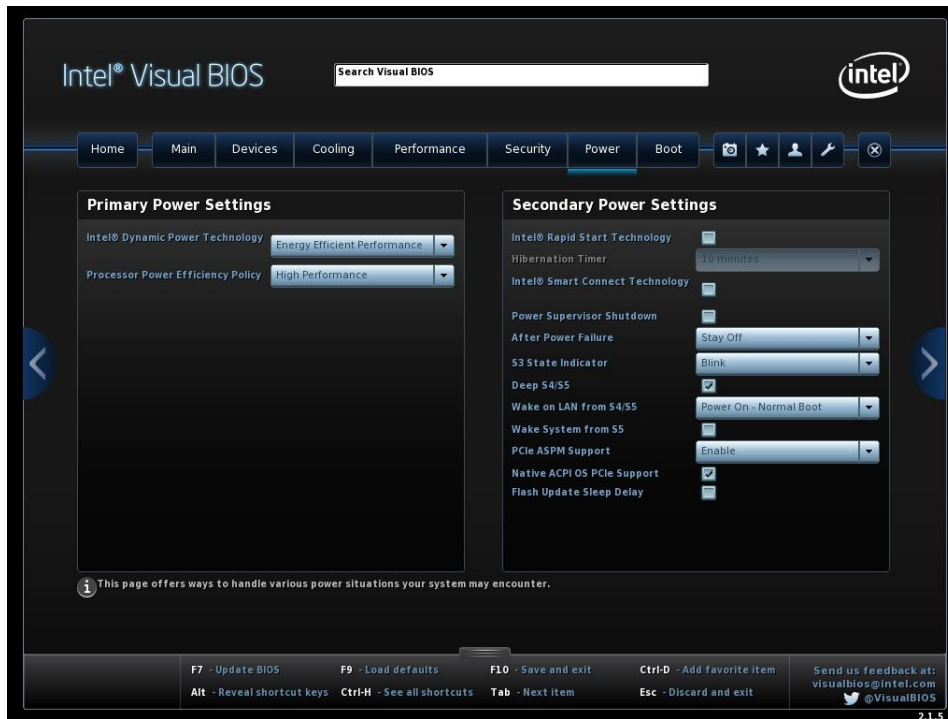 Intel® Visual BIOS
Search Visual BIOS
intel
Home Main Devices Cooling Performance Security Power Boot
Primary Power Settings
Intel® Dynamic Power Technology Energy Efficient Performance
Processor Power Efficiency Policy High Performance
Secondary Power Settings
Intel® Rapid Start Technology
Hibernation Timer 10 minutes
Intel® Smart Connect Technology
Power Supervisor Shutdown
After Power Failure Stay Off
S3 State Indicator Blink
Deep S4/S5
Wake on LAN from S4/S5 Power On - Normal Boot
Wake System from S5
PCIe ASPM Support Enable
Native ACPI OS PCIe Support
Flash Update Sleep Delay
This page offers ways to handle various power situations your system may encounter.
F7 - Update BIOS F9 - Load defaults F10 - Save and exit Ctrl-D - Add favorite item
Alt - Reveal shortcut keys Ctrl-H - See all shortcuts Tab - Next item Esc - Discard and exit
Send us feedback at:
visualbios@intel.com
@VisualBIOS
2.1.5